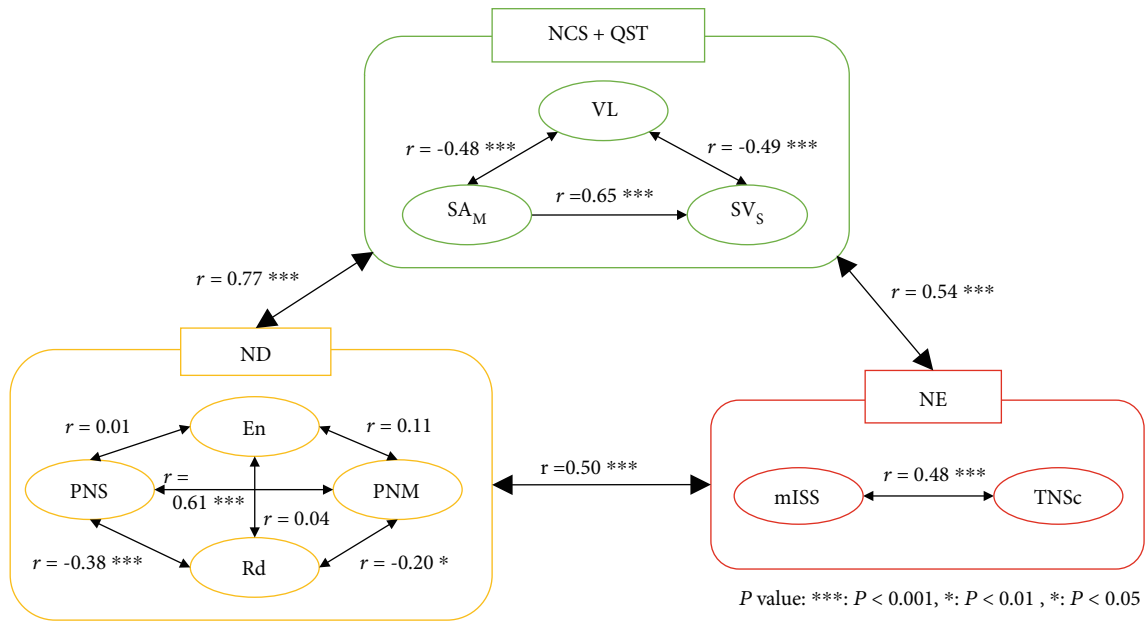 NCS + QST
VL
r = -0.48 ***
r = -0.49 ***
r =0.65 ***
SA_M
SV_S
r = 0.77 ***
r = 0.54 ***
ND
En
r = 0.01
r = 0.11
PNS
r =
0.61 ***
PNM
r = 0.04
r = -0.38 ***
Rd
r = -0.20 *
r =0.50 ***
NE
mISS
r = 0.48 ***
TNSc
P value: ***: P < 0.001, *: P < 0.01 , *: P < 0.05